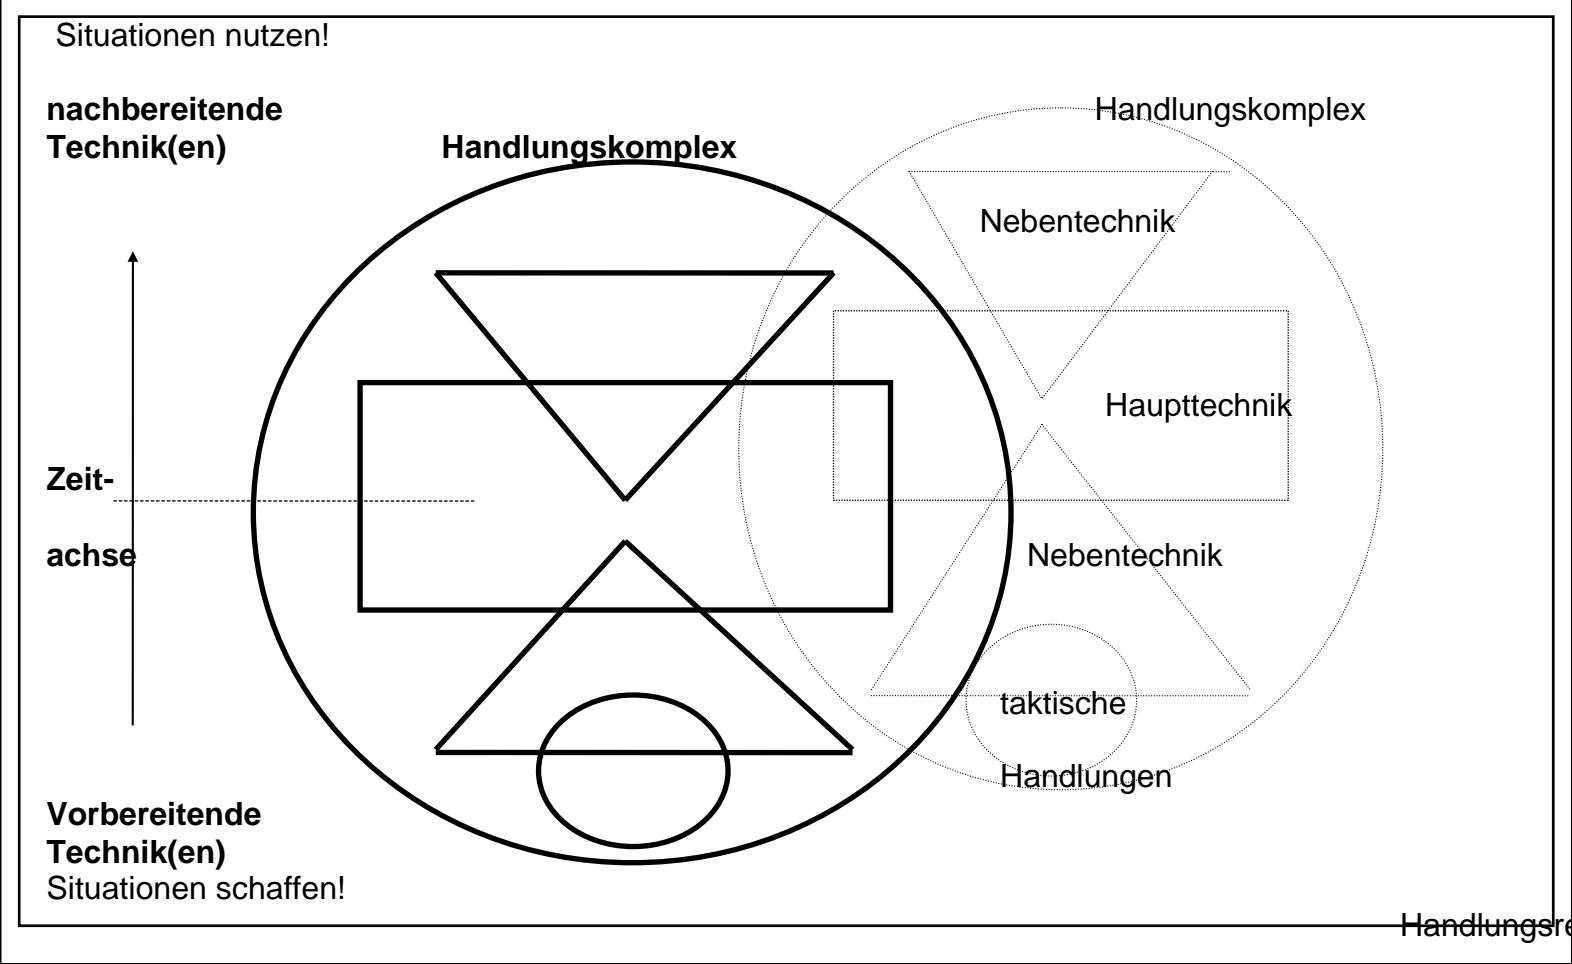 Situationen nutzen!
nachbereitende
Technik(en)
Handlungskomplex
Handlungskomplex
Nebentechnik
Haupttechnik
Zeit-
achse
Nebentechnik
taktische
Handlungen
Vorbereitende
Technik(en)
Situationen schaffen!